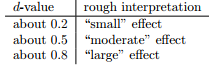 d-value rough interpretation
about 0.2 “small” effect
about 0.5 “moderate” effect
about 0.8 “large” effect